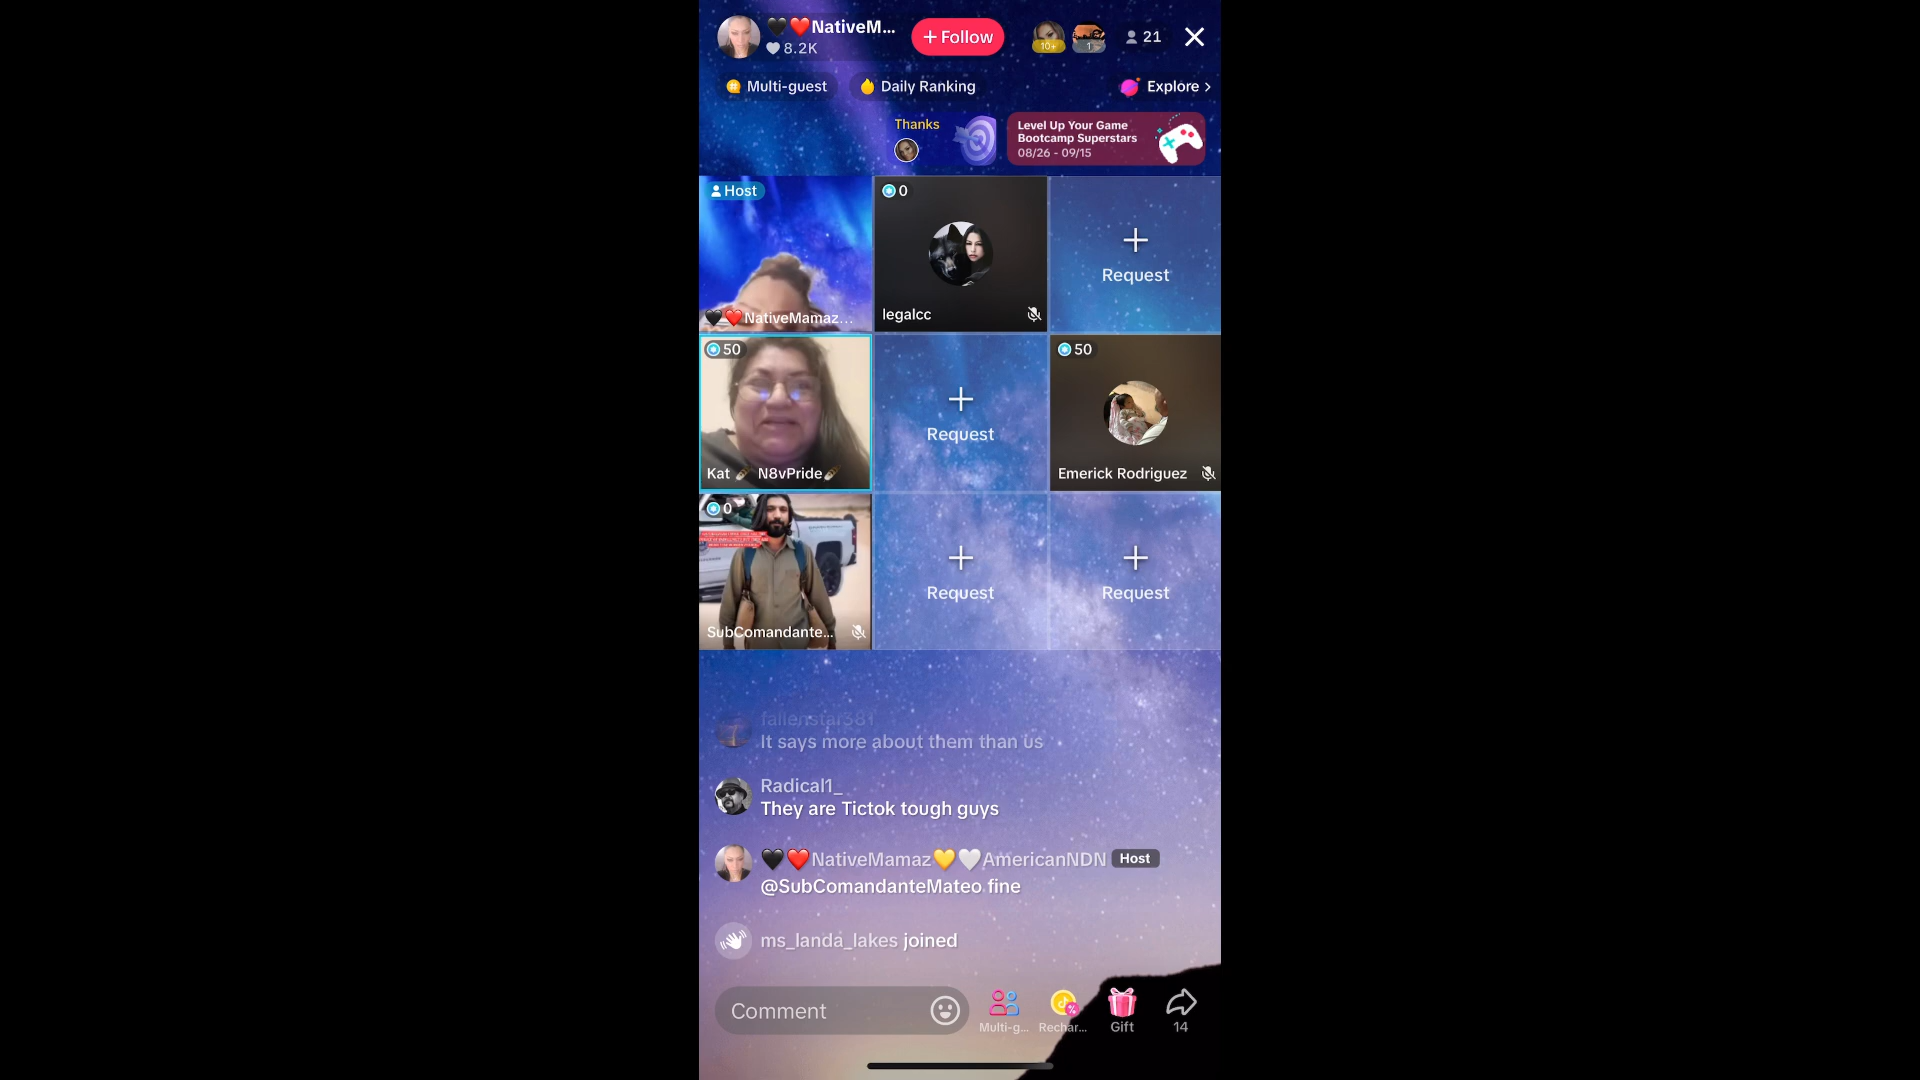 🖤❤️NativeM...
8.2K
+ Follow
10+
1
21
Multi-guest
Daily Ranking
Explore >
Thanks
Level Up Your Game
Bootcamp Superstars
08/26 - 09/15
Host
🖤❤️NativeMamaz...
0
legalcc
Request
50
Kat 🪶 N8vPride🪶
Request
50
Emerick Rodriguez
0
SubComandante...
Request
Request
fallenstar381
It says more about them than us
Radical1_
They are Tictok tough guys
🖤❤️NativeMamaz💛🤍AmericanNDN Host
@SubComandanteMateo fine
ms_landa_lakes joined
Comment
Multi-g...
Rechar...
Gift
14